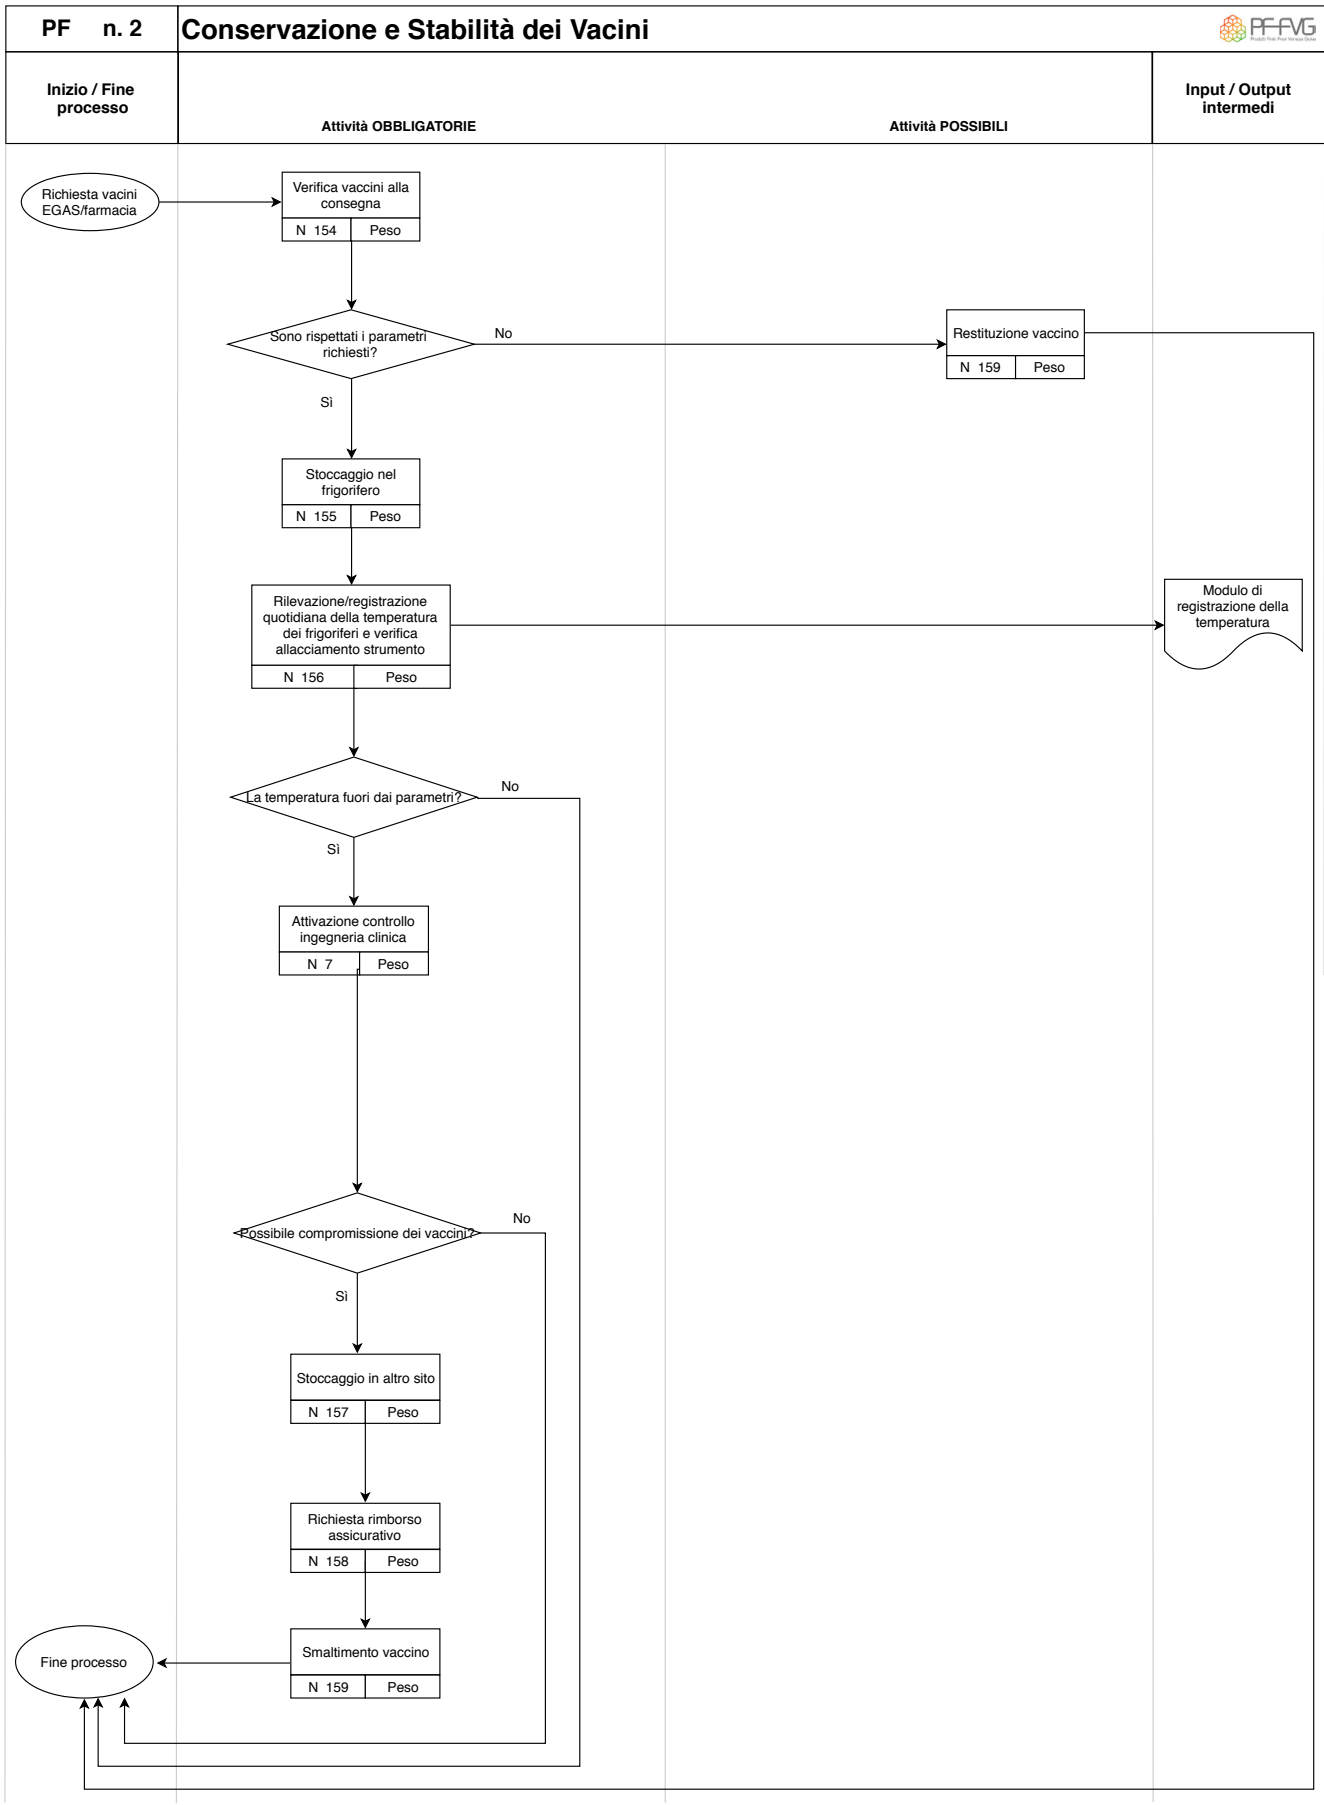 PF n. 2
Conservazione e Stabilità dei Vacini
PF-FVG
Prodotti Finiti Friuli Venezia Giulia
Inizio / Fine
processo
Attività OBBLIGATORIE
Attività POSSIBILI
Input / Output
intermedi
Richiesta vacini
EGAS/farmacia
Verifica vaccini alla
consegna
N 154 Peso
Sono rispettati i parametri
richiesti?
No
Restituzione vaccino
N 159 Peso
Sì
Stoccaggio nel
frigorifero
N 155 Peso
Rilevazione/registrazione
quotidiana della temperatura
dei frigoriferi e verifica
allacciamento strumento
N 156 Peso
Modulo di
registrazione della
temperatura
La temperatura fuori dai parametri?
No
Sì
Attivazione controllo
ingegneria clinica
N 7 Peso
Possibile compromissione dei vaccini?
No
Sì
Stoccaggio in altro sito
N 157 Peso
Richiesta rimborso
assicurativo
N 158 Peso
Smaltimento vaccino
N 159 Peso
Fine processo